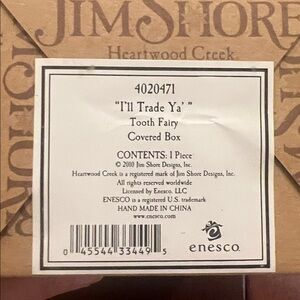 JIM SHORE
Heartwood Creek
4020471
"I'll Trade Ya' "
Tooth Fairy
Covered Box
CONTENTS: 1 Piece
© 2010 Jim Shore Designs, Inc.
Heartwood Creek is a registered mark of Jim Shore Designs, Inc.
All rights reserved worldwide
Licensed by Enesco, LLC
ENESCO is a registered U.S. trademark
HAND MADE IN CHINA
www.enesco.com
0 45544 33449 5
enesco.